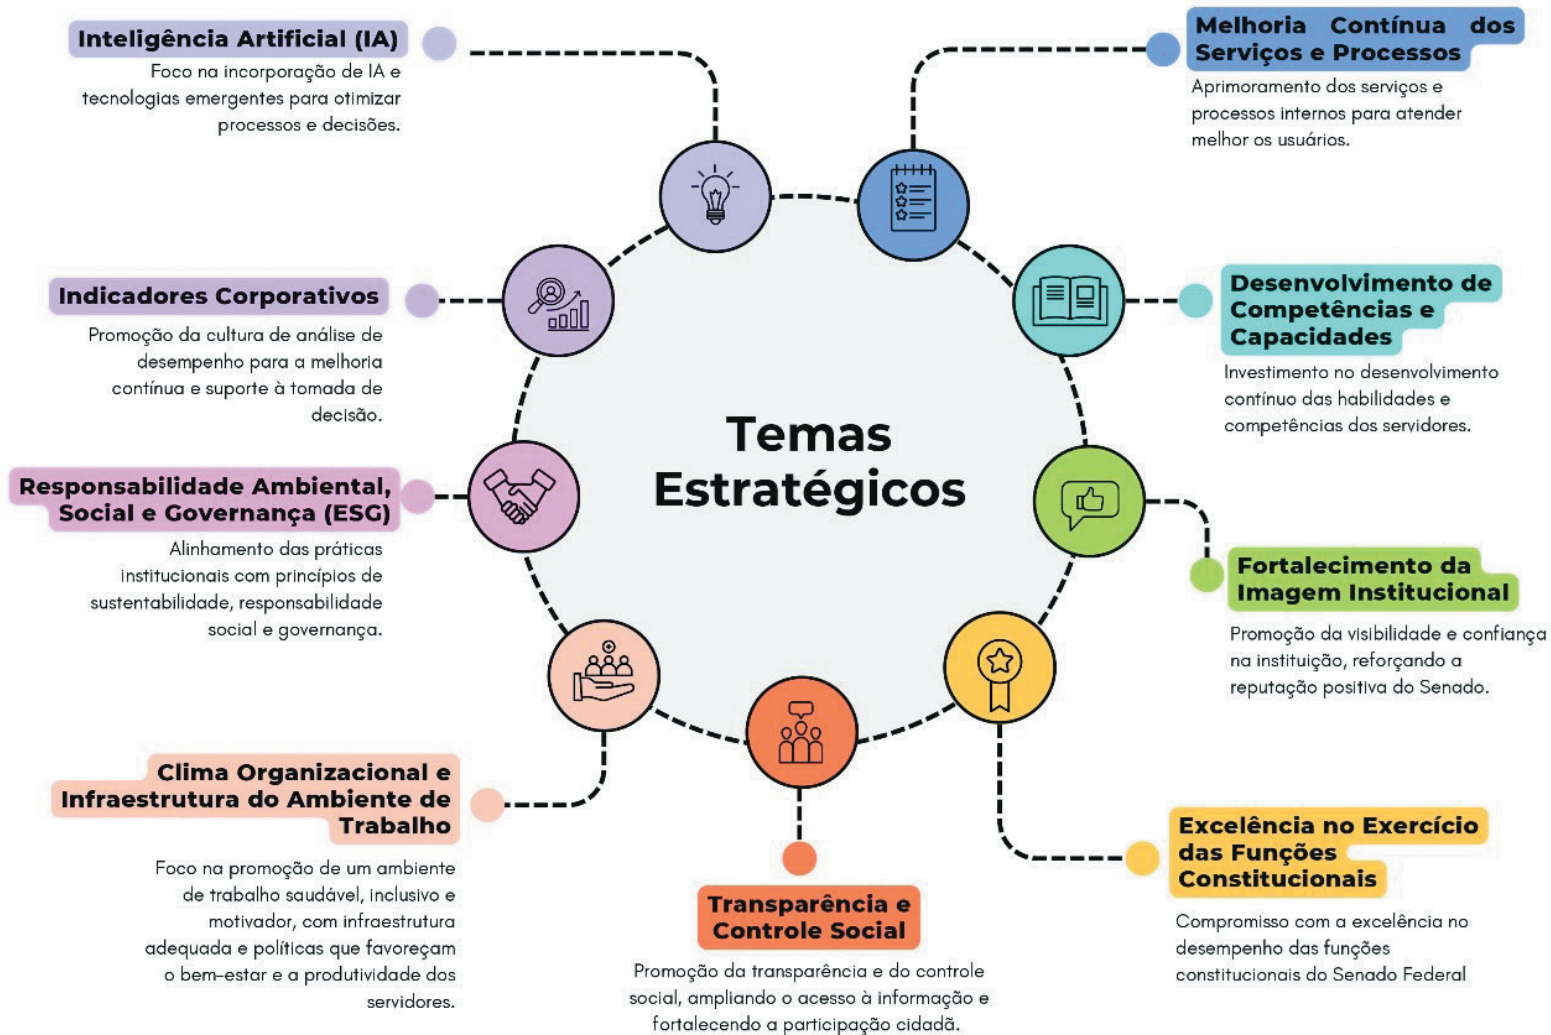 Inteligência Artificial (IA)
Foco na incorporação de IA e
tecnologias emergentes para otimizar
processos e decisões.
Melhoria Contínua dos
Serviços e Processos
Aprimoramento dos serviços e
processos internos para atender
melhor os usuários.
Indicadores Corporativos
Promoção da cultura de análise de
desempenho para a melhoria
contínua e suporte à tomada de
decisão.
Desenvolvimento de
Competências e
Capacidades
Investimento no desenvolvimento
contínuo das habilidades e
competências dos servidores.
Temas
Estratégicos
Responsabilidade Ambiental,
Social e Governança (ESG)
Alinhamento das práticas
institucionais com princípios de
sustentabilidade, responsabilidade
social e governança.
Fortalecimento da
Imagem Institucional
Promoção da visibilidade e confiança
na instituição, reforçando a
reputação positiva do Senado.
Clima Organizacional e
Infraestrutura do Ambiente de
Trabalho
Foco na promoção de um ambiente
de trabalho saudável, inclusivo e
motivador, com infraestrutura
adequada e políticas que favoreçam
o bem-estar e a produtividade dos
servidores.
Transparência e
Controle Social
Promoção da transparência e do controle
social, ampliando o acesso à informação e
fortalecendo a participação cidadã.
Excelência no Exercício
das Funções
Constitucionais
Compromisso com a excelência no
desempenho das funções
constitucionais do Senado Federal